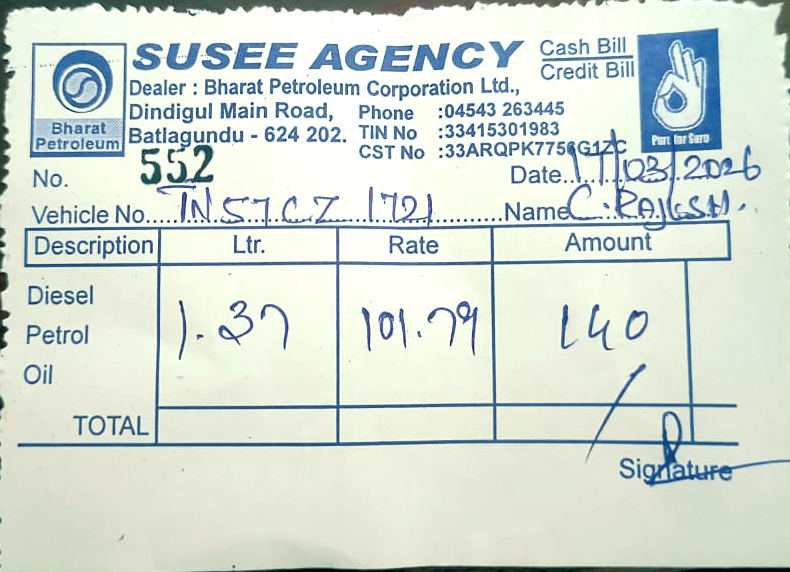 SUSEE AGENCY
Cash Bill
Credit Bill
Dealer : Bharat Petroleum Corporation Ltd.,
Dindigul Main Road,
Batlagundu - 624 202.
Phone :04543 263445
TIN No :33415301983
CST No :33ARQPK7756G1ZC
Bharat
Petroleum
Pure for Sure
No. 552
Date 17/03/2026
Vehicle No. TN 57 CZ 1721 Name C. RAJESH.
Description Ltr. Rate Amount
Diesel
Petrol 1.37 101.79 140
Oil
TOTAL
Signature